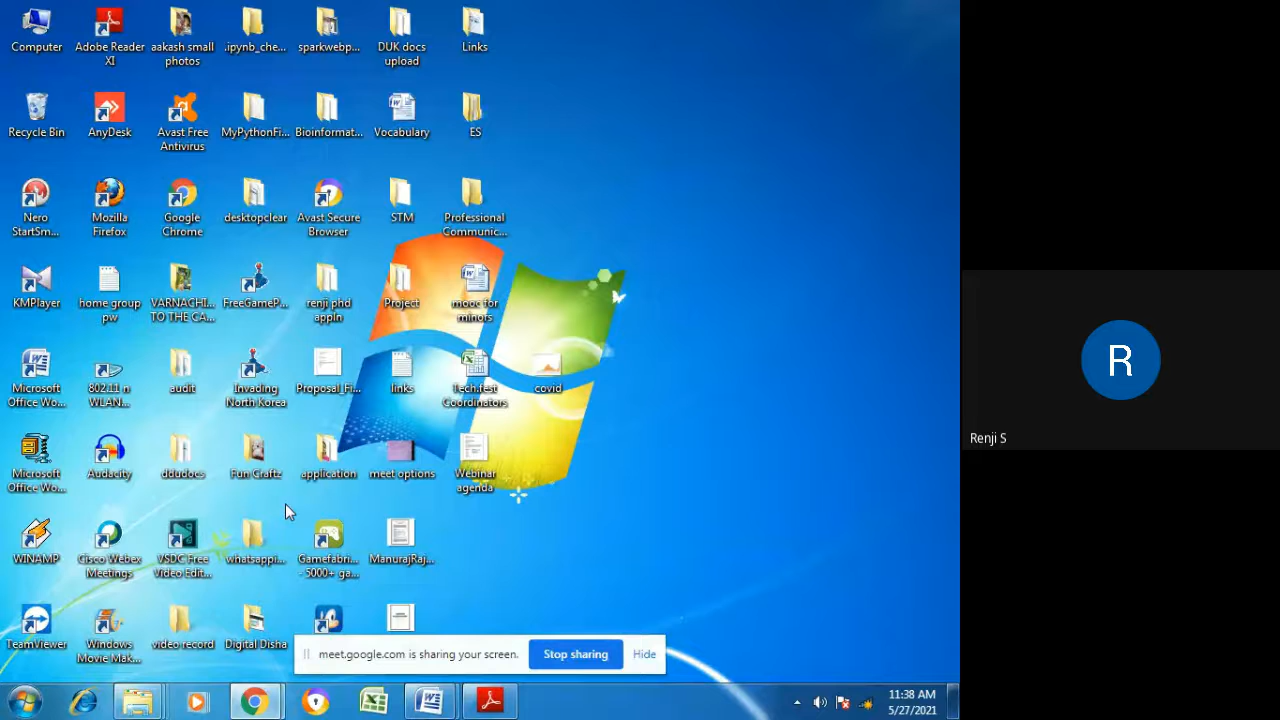 Computer
Adobe Reader
XI
aakash small
photos
.ipynb_che...
sparkwebp...
DUK docs
upload
Links
Recycle Bin
AnyDesk
Avast Free
Antivirus
MyPythonFi...
Bioinformat...
Vocabulary
ES
Nero
StartSm...
Mozilla
Firefox
Google
Chrome
desktopclear
Avast Secure
Browser
STM
Professional
Communic...
KMPlayer
home group
pw
VARNACHI...
TO THE CA...
FreeGameP...
renji phd
appln
Project
mooc for
minors
Microsoft
Office Wo...
802.11 n
WLAN...
audit
Invading
North Korea
Proposal_Fi...
links
Tech.fest
Coordinators
covid
Microsoft
Office Wo...
Audacity
ddudocs
Fun Craftz
application
meet options
Webinar
agenda
WINAMP
Cisco Webex
Meetings
VSDC Free
Video Edit...
whatsappi...
Gamefabri...
- 5000+ ga...
ManurajRaj...
TeamViewer
Windows
Movie Mak...
video record
Digital Disha
meet.google.com is sharing your screen.
Stop sharing
Hide
11:38 AM
5/27/2021
R
Renji S